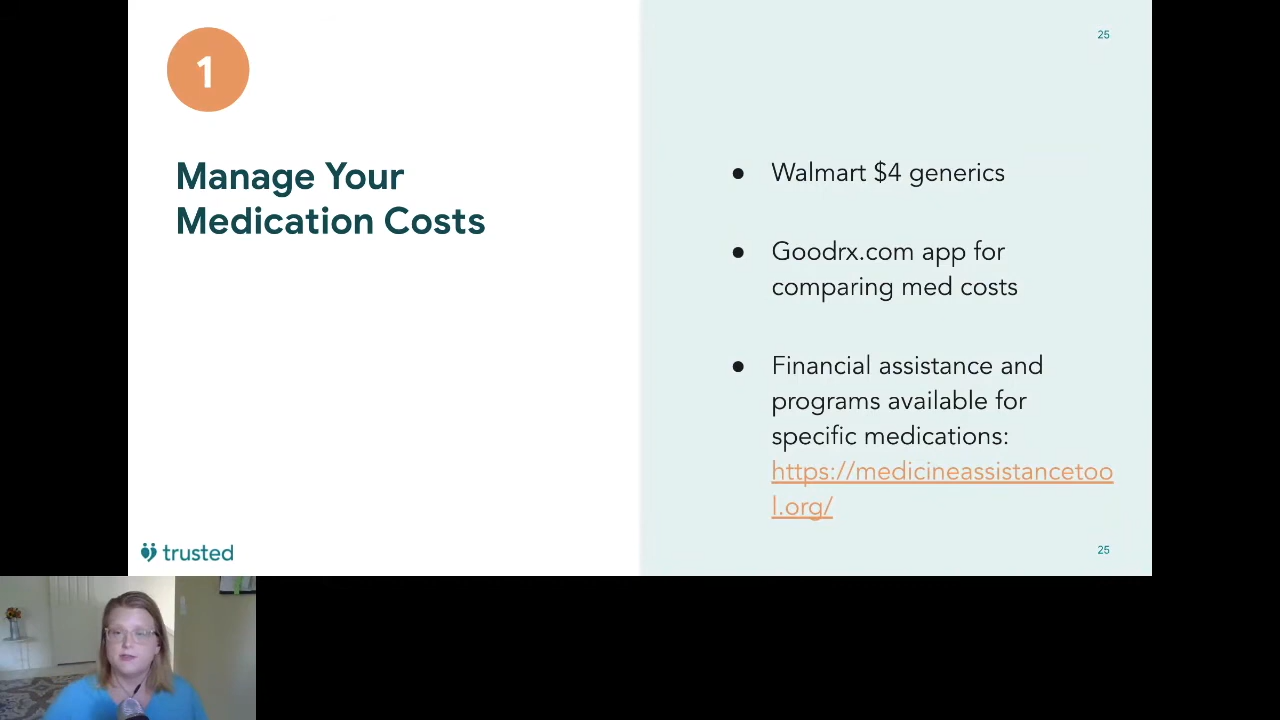 25
1
Manage Your
Medication Costs
● Walmart $4 generics
● Goodrx.com app for
comparing med costs
● Financial assistance and
programs available for
specific medications:
https://medicineassistancetoo
l.org/
trusted
25